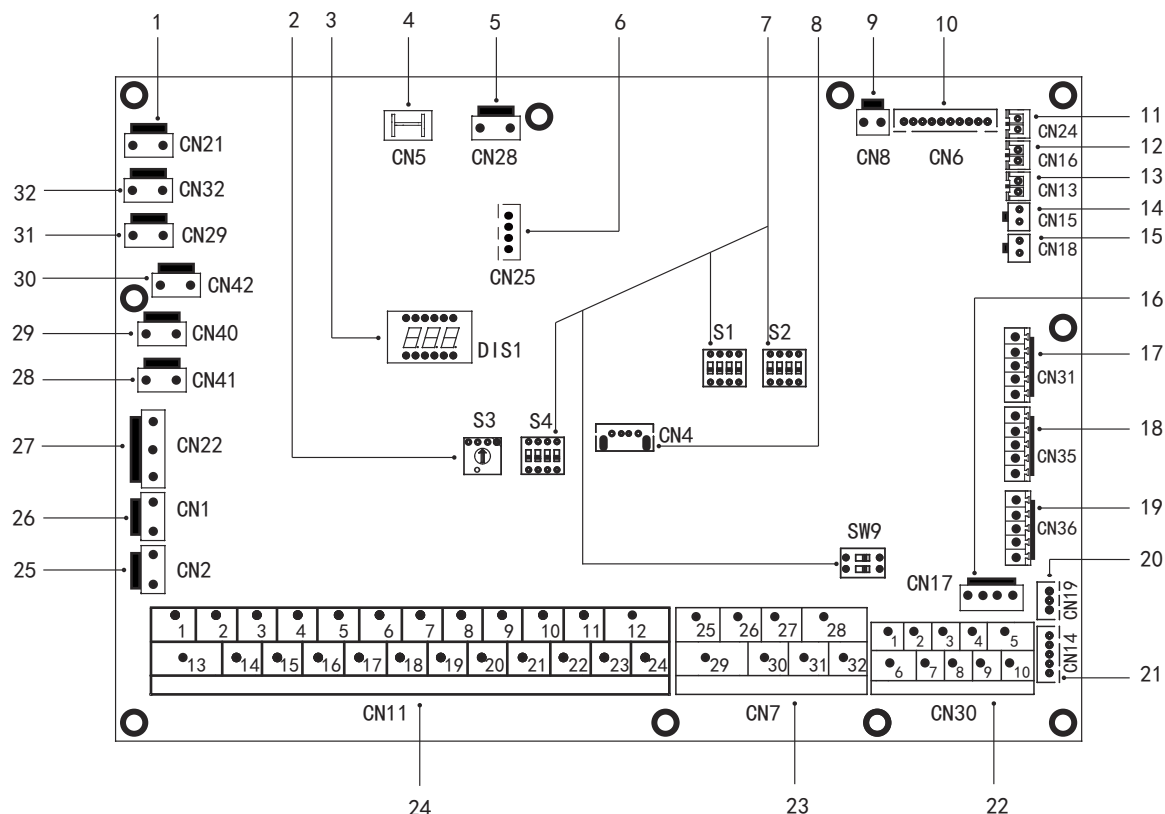 1 2 3 4 5 6 7 8 9 10
CN21 CN5 CN28 CN8 CN6 CN24 11
CN16 12
CN32 32 CN13 13
CN15 14
CN29 31 CN18 15
CN25
CN42 30 16
CN40 29 DIS1 S1 S2 17
CN41 28 CN31
S3 S4 CN4 18
CN22 27 CN35
CN1 26 19
SW9 CN36
CN2 25 CN17 20
CN19
1 2 3 4 5 6 7 8 9 10 11 12 25 26 27 28 1 2 3 4 5
CN14
13 14 15 16 17 18 19 20 21 22 23 24 29 30 31 32 6 7 8 9 10 21
CN11 CN7 CN30
24 23 22